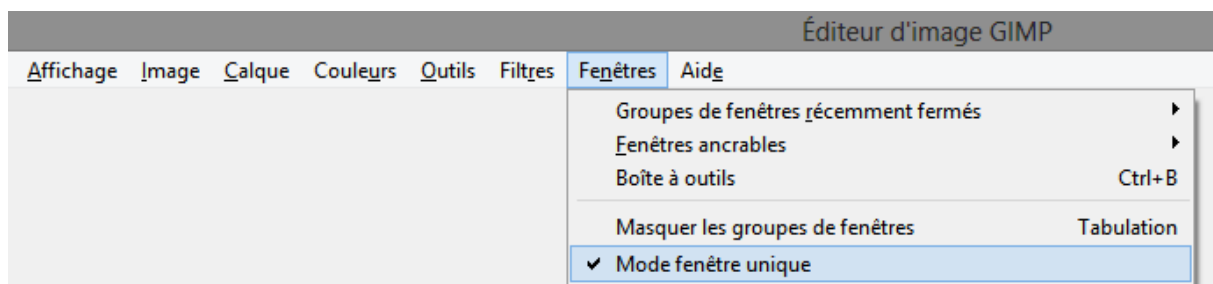 Éditeur d'image GIMP
Affichage Image Calque Couleurs Outils Filtres Fenêtres Aide
Groupes de fenêtres récemment fermés
Fenêtres ancrables
Boîte à outils Ctrl+B
Masquer les groupes de fenêtres Tabulation
Mode fenêtre unique